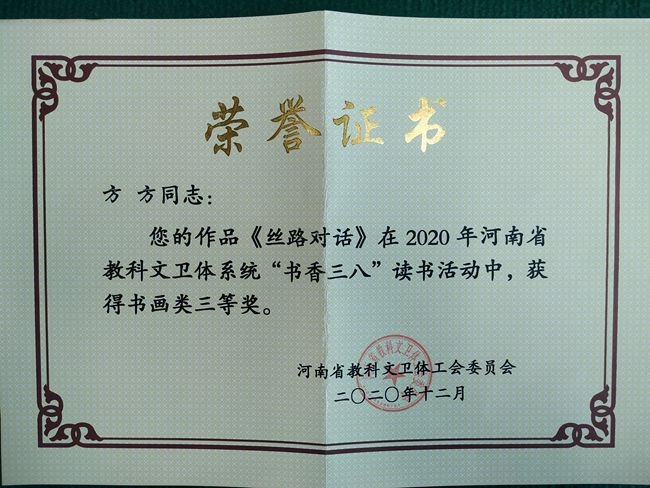 荣誉证书
方 方同志：
您的作品《丝路对话》在2020年河南省
教科文卫体系统“书香三八”读书活动中，获
得书画类三等奖。
河南省教科文卫体工会委员会
二〇二〇年十二月